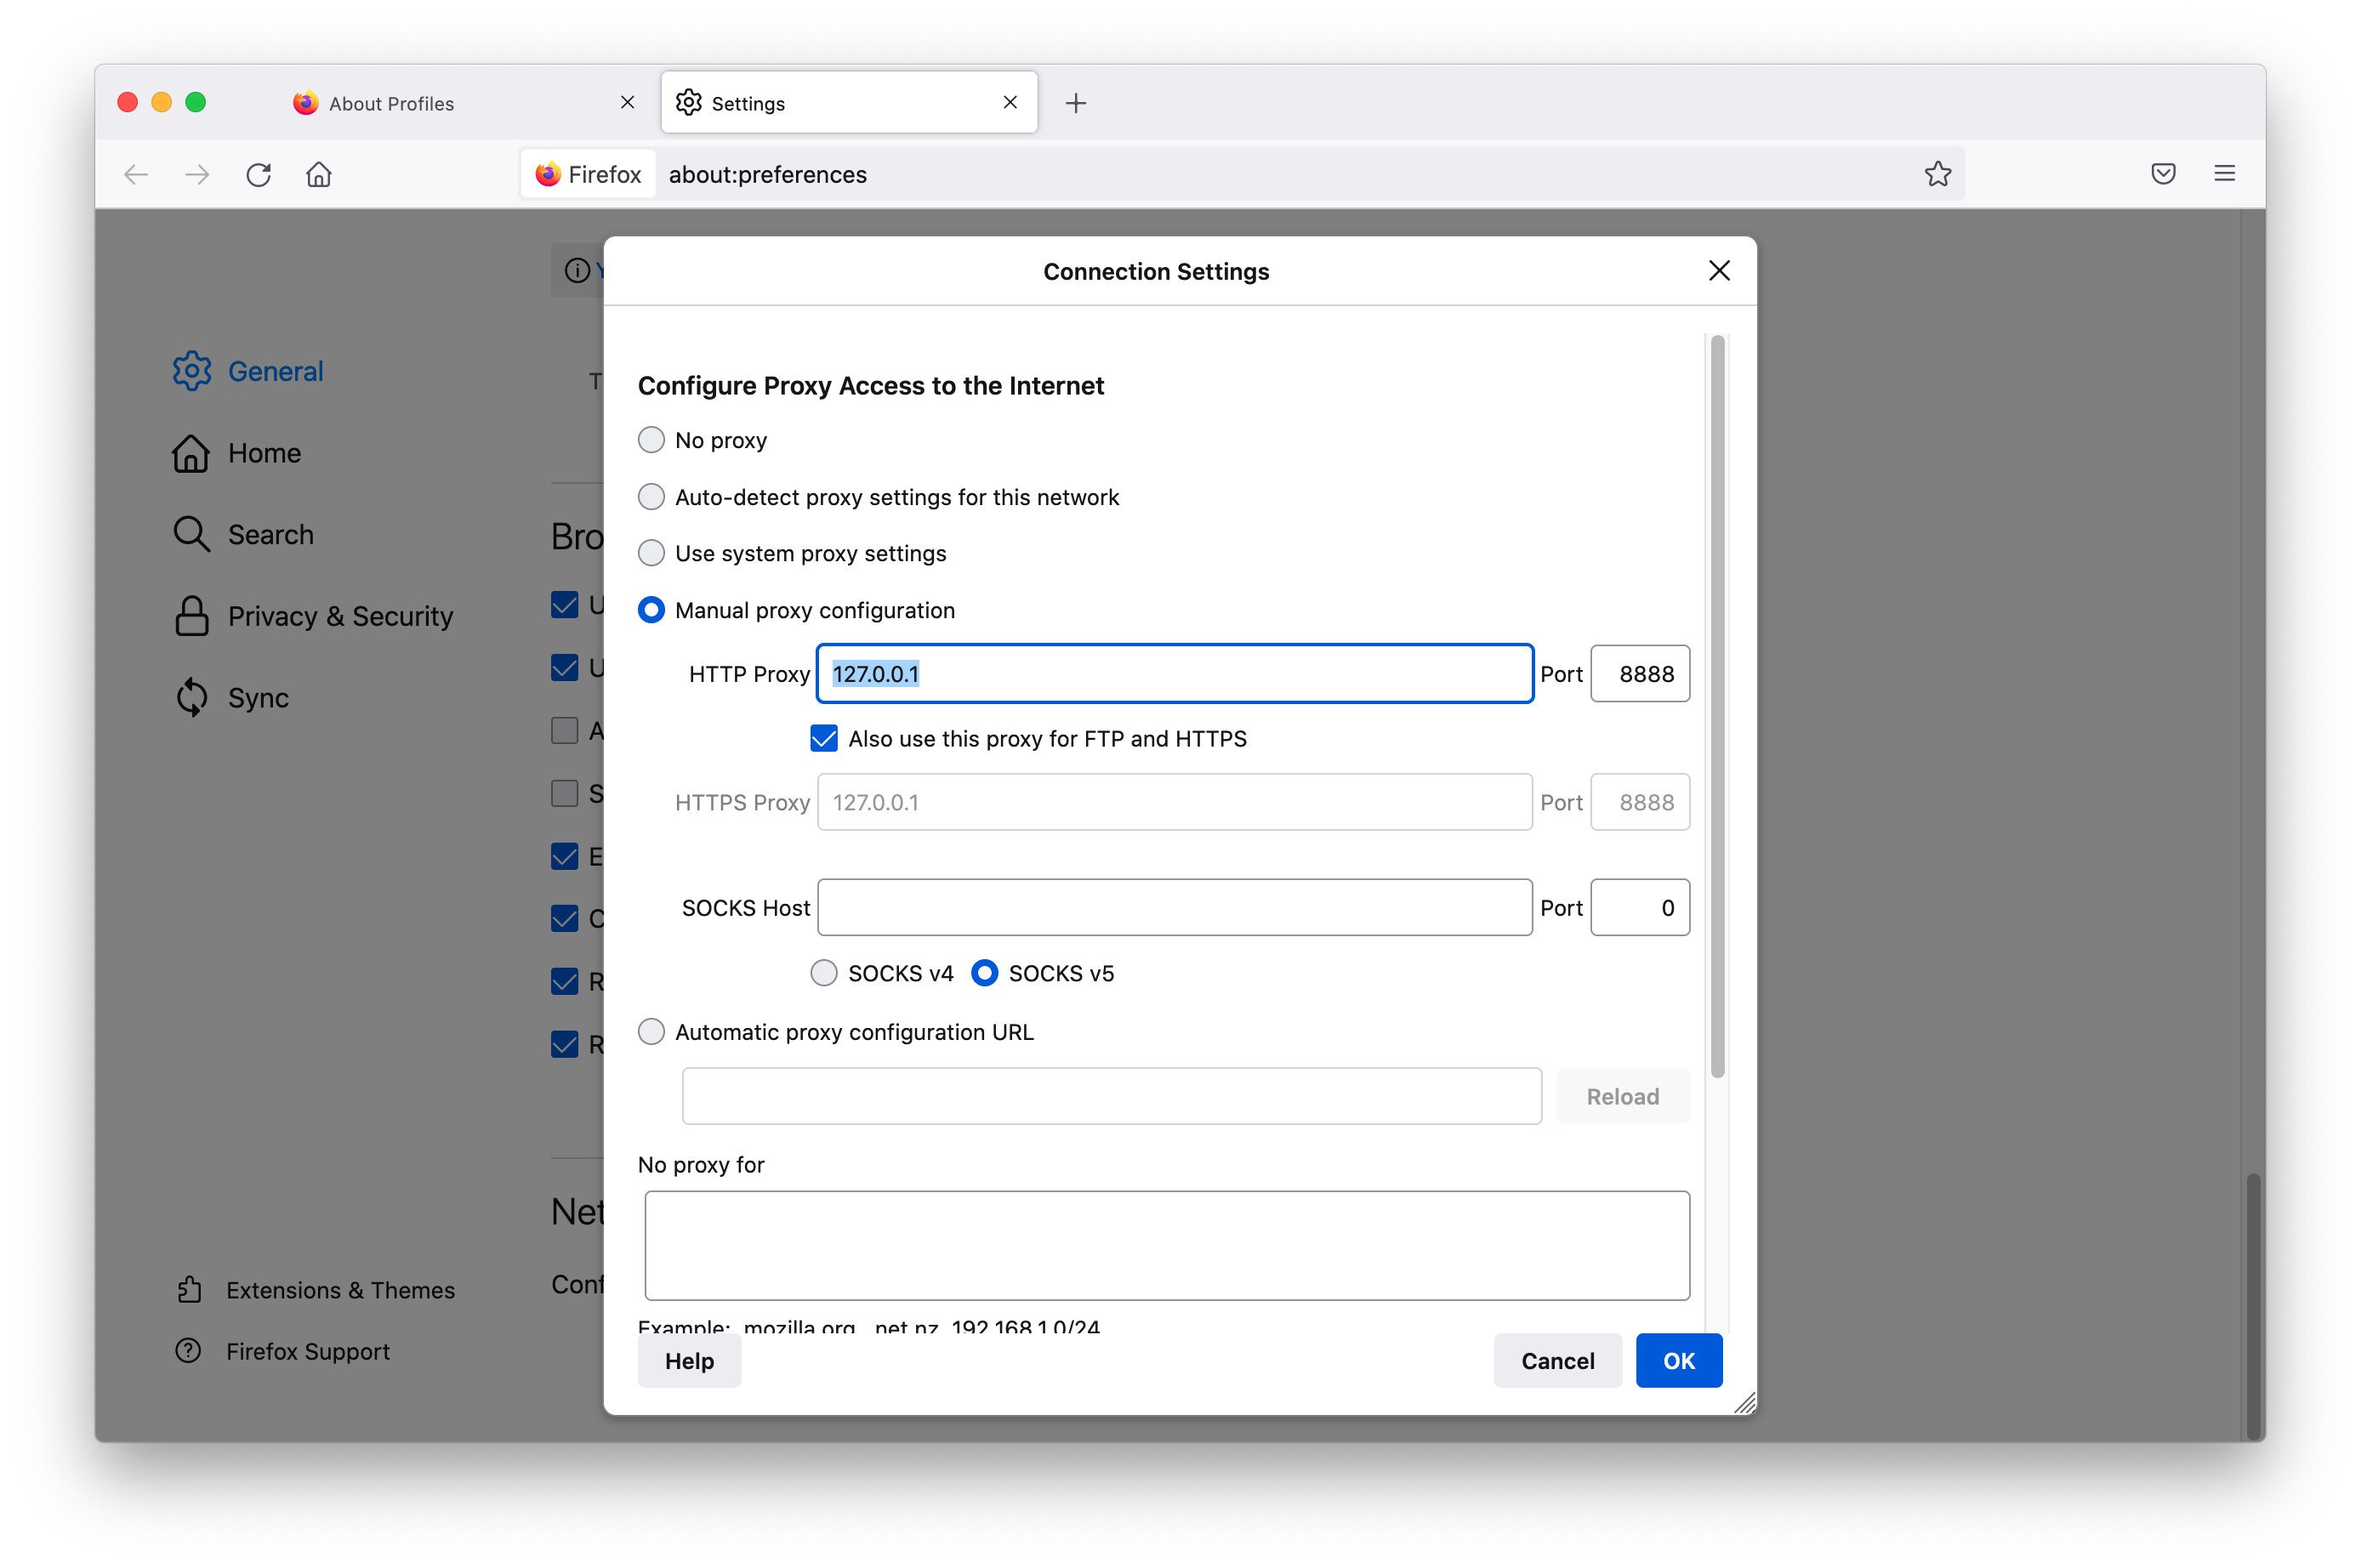 About Profiles
Settings
Firefox about:preferences
Connection Settings
General
Home
Search
Privacy & Security
Sync
Extensions & Themes
Firefox Support
Y
T
Bro
U
U
A
S
E
C
R
R
Net
Conf
Configure Proxy Access to the Internet
No proxy
Auto-detect proxy settings for this network
Use system proxy settings
Manual proxy configuration
HTTP Proxy 127.0.0.1 Port 8888
Also use this proxy for FTP and HTTPS
HTTPS Proxy 127.0.0.1 Port 8888
SOCKS Host Port 0
SOCKS v4 SOCKS v5
Automatic proxy configuration URL
Reload
No proxy for
Example: .mozilla.org, .net.nz, 192.168.1.0/24
Help Cancel OK